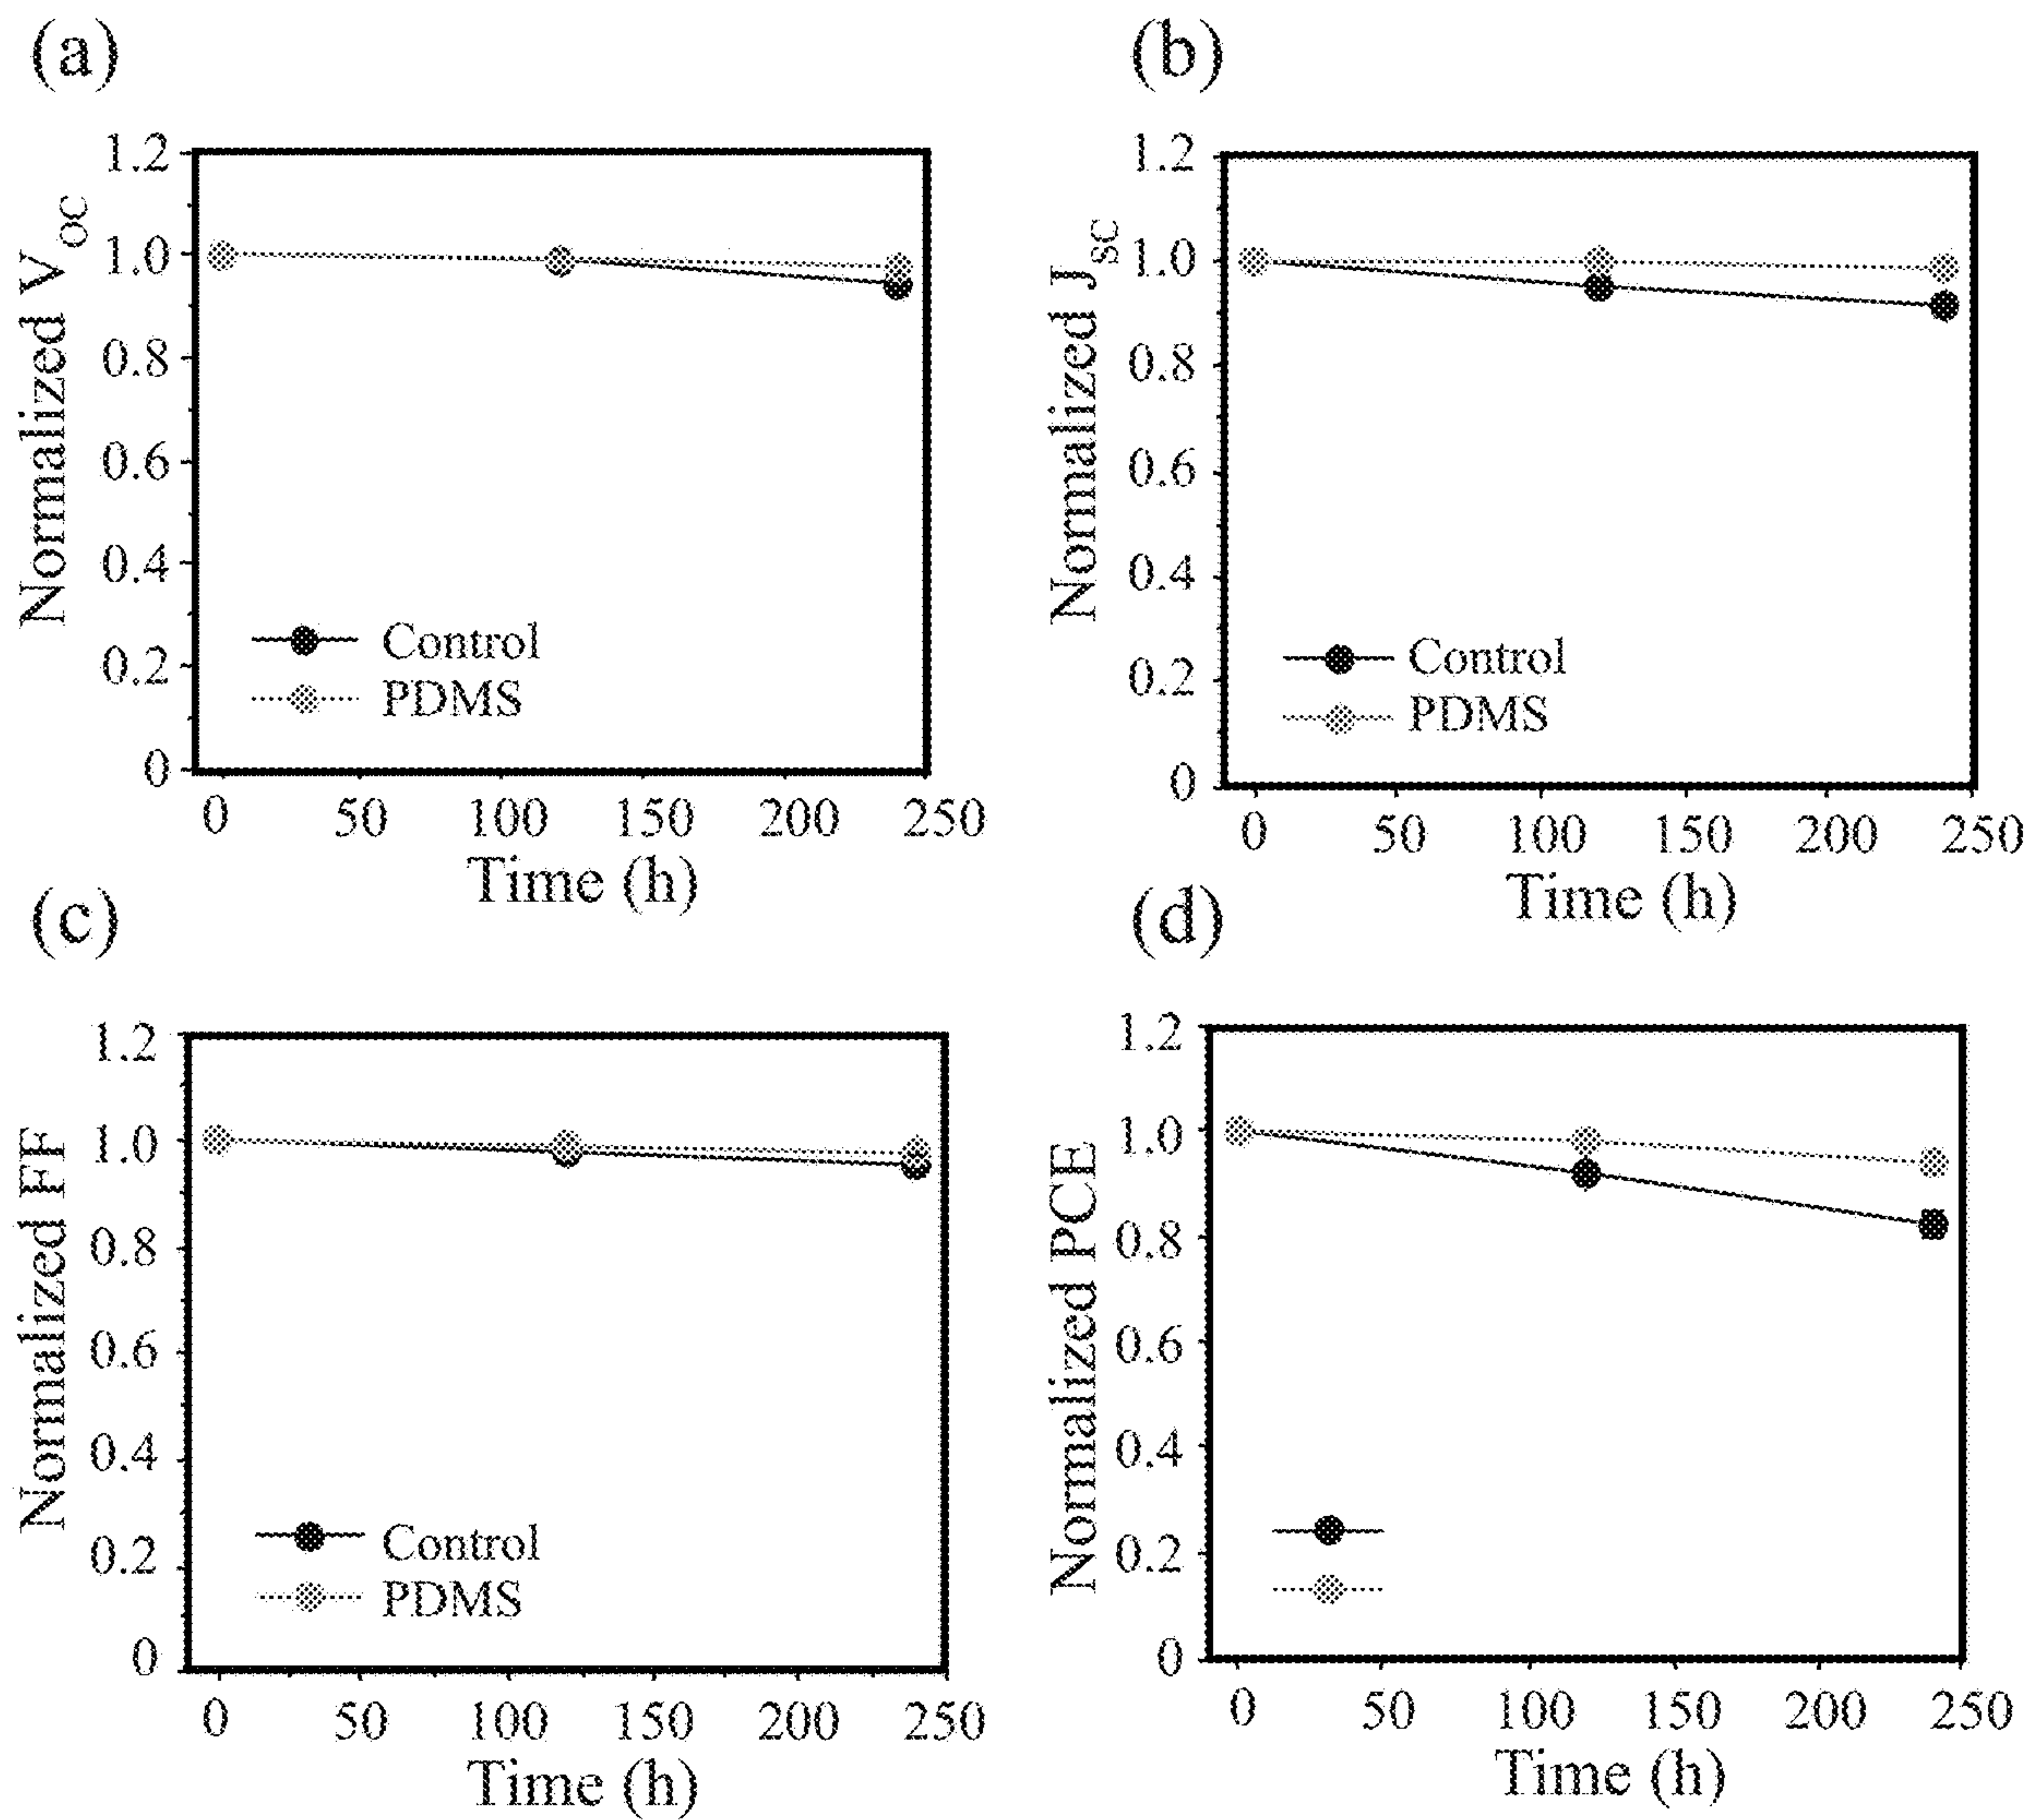 (a)
Normalized V_OC
1.2
1.0
0.8
0.6
0.4
0.2
0
Control
PDMS
0 50 100 150 200 250
Time (h)
(b)
Normalized J_SC
1.2
1.0
0.8
0.6
0.4
0.2
0
Control
PDMS
0 50 100 150 200 250
Time (h)
(c)
Normalized FF
1.2
1.0
0.8
0.6
0.4
0.2
0
Control
PDMS
0 50 100 150 200 250
Time (h)
(d)
Normalized PCE
1.2
1.0
0.8
0.6
0.4
0.2
0
0 50 100 150 200 250
Time (h)